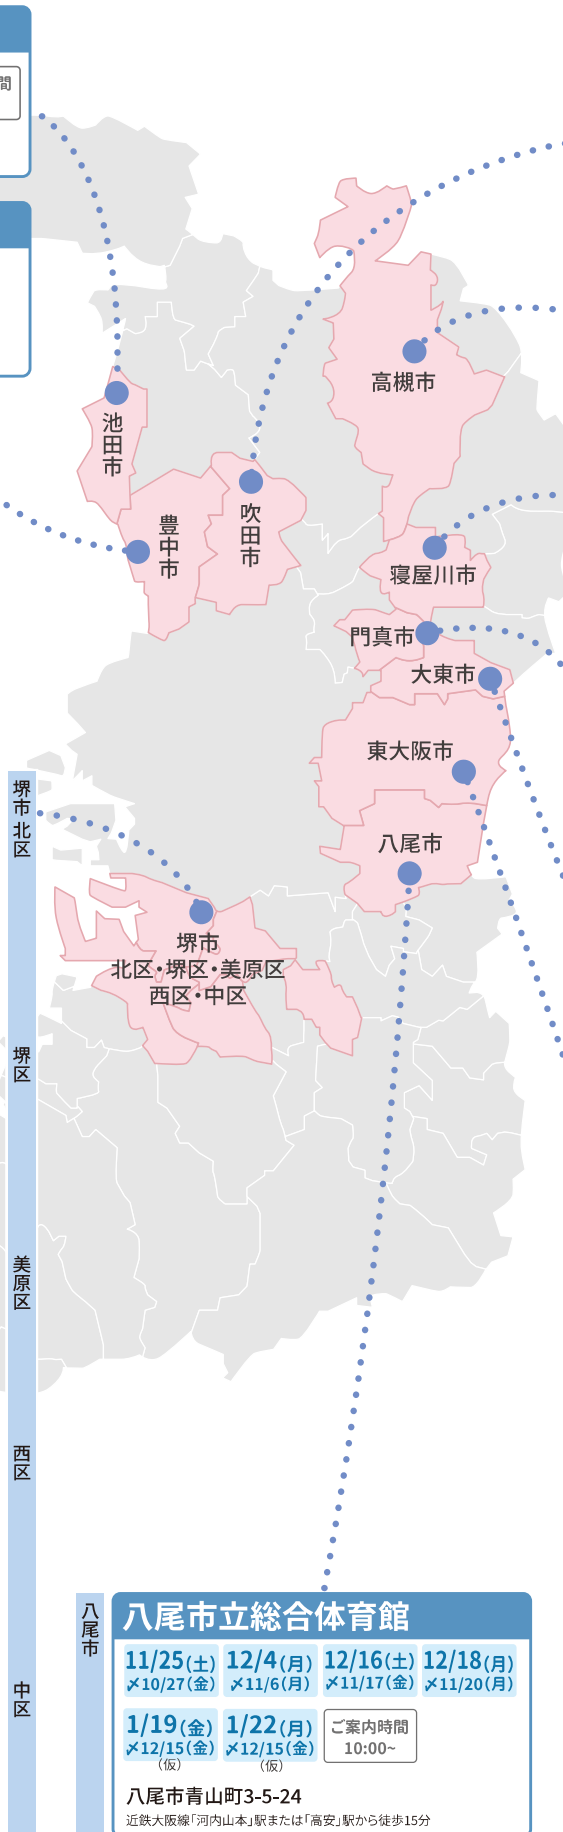 間
高槻市
池田市
豊中市
吹田市
寝屋川市
門真市
大東市
東大阪市
八尾市
堺市
北区・堺区・美原区
西区・中区
堺市 北区
堺区
美原区
西区
中区
八尾市
八尾市立総合体育館
11/25(土) 12/4(月) 12/16(土) 12/18(月)
〆10/27(金) 〆11/6(月) 〆11/17(金) 〆11/20(月)
1/19(金) 1/22(月) ご案内時間
〆12/15(金) 〆12/15(金) 10:00~
(仮) (仮)
八尾市青山町3-5-24
近鉄大阪線「河内山本」駅または「高安」駅から徒歩15分